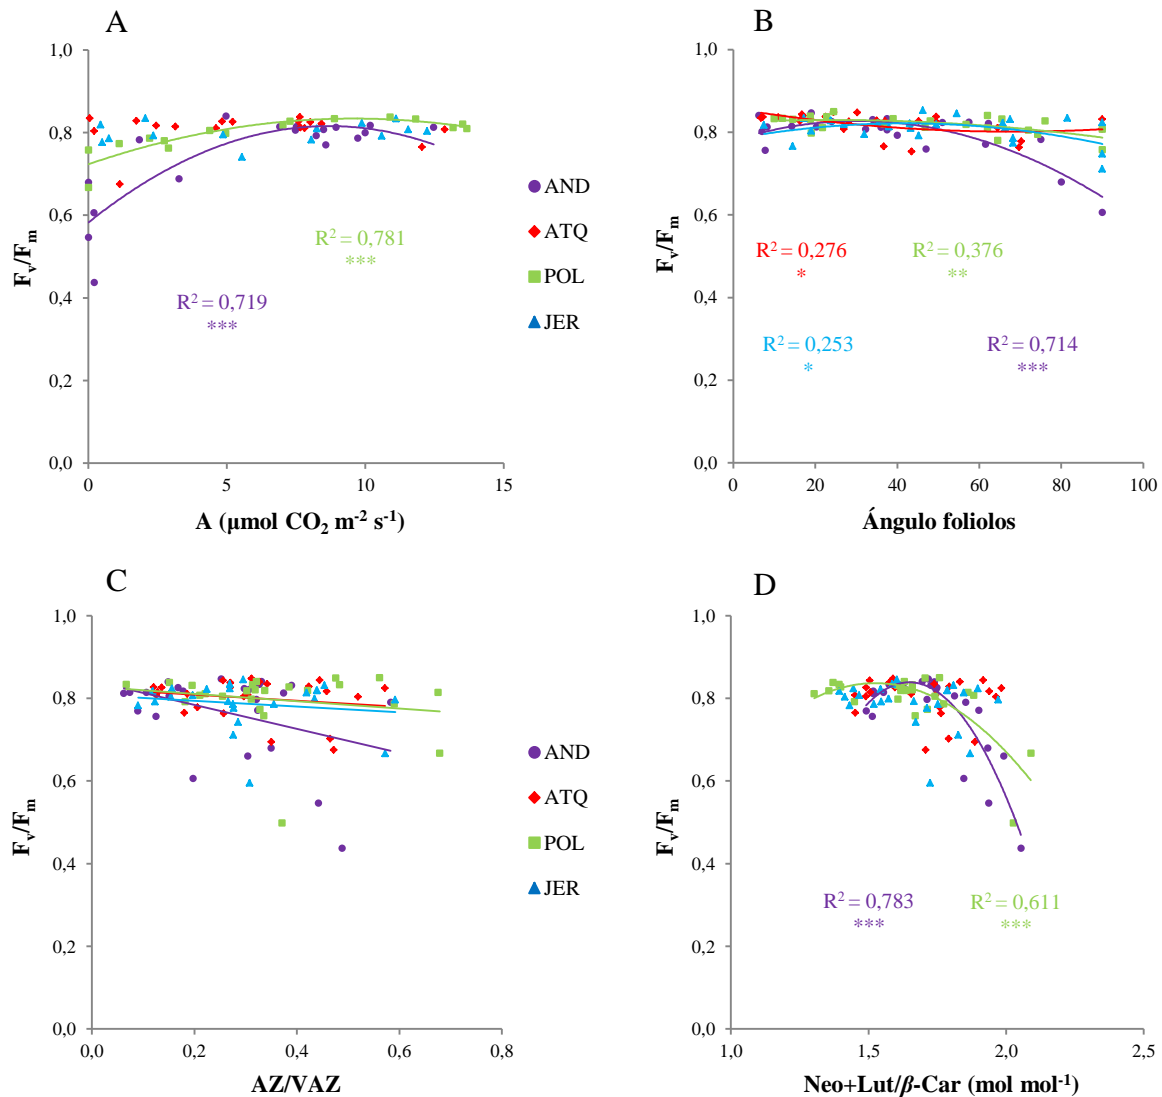 A
1,0
0,8
0,6
0,4
0,2
0,0
0 5 10 15
Fv/Fm
A (µmol CO2 m-2 s-1)
R2 = 0,781
***
R2 = 0,719
***
AND
ATQ
POL
JER
B
1,0
0,8
0,6
0,4
0,2
0,0
0 20 40 60 80 100
Fv/Fm
Ángulo foliolos
R2 = 0,276
*
R2 = 0,376
**
R2 = 0,253
*
R2 = 0,714
***
C
1,0
0,8
0,6
0,4
0,2
0,0
0,0 0,2 0,4 0,6 0,8
Fv/Fm
AZ/VAZ
AND
ATQ
POL
JER
D
1,0
0,8
0,6
0,4
0,2
0,0
1,0 1,5 2,0 2,5
Fv/Fm
Neo+Lut/β-Car (mol mol-1)
R2 = 0,783
***
R2 = 0,611
***